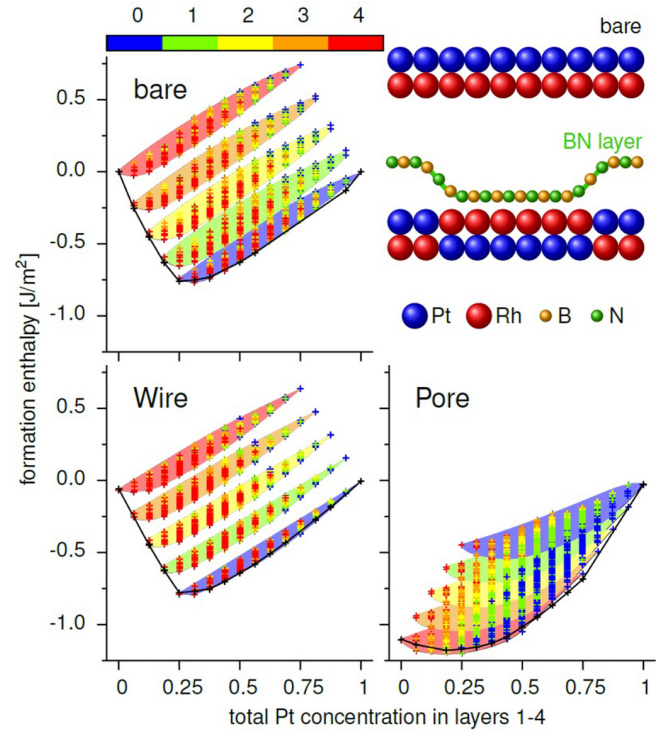 0 1 2 3 4
bare
0.5
0.0
-0.5
-1.0
bare
BN layer
Pt Rh B N
formation enthalpy [J/m²]
Wire
0.5
0.0
-0.5
-1.0
0 0.25 0.50 0.75 1
Pore
0 0.25 0.50 0.75 1
total Pt concentration in layers 1-4